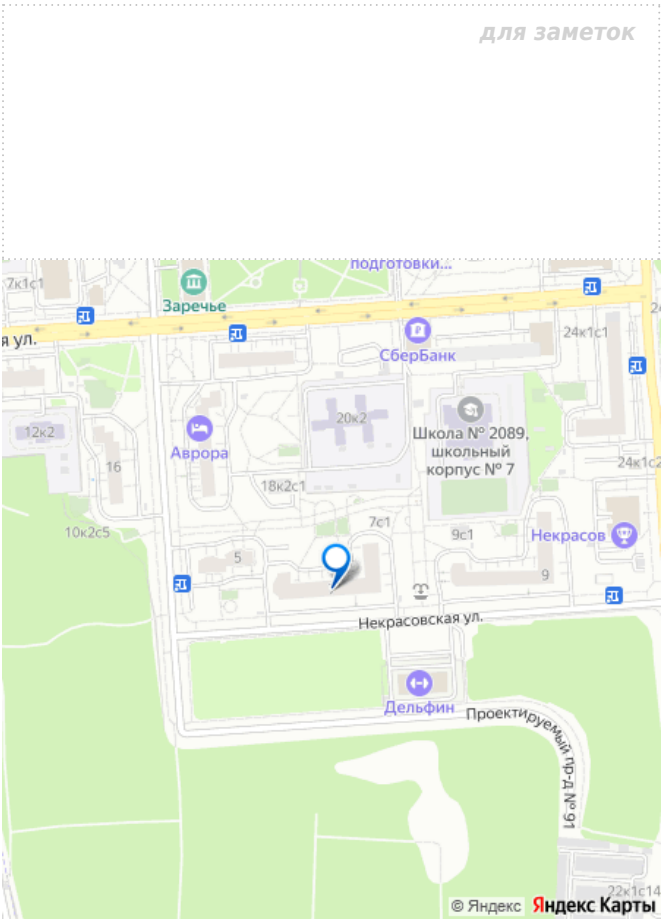 для заметок
подготовки...
7к1с1
Заречье
я ул.
24к1с1
СберБанк
20к2
Школа № 2089,
школьный
корпус № 7
12к2
Аврора
16
24к1с2
18к2с1
7с1
10к2с5
9с1
Некрасов
5
9
Некрасовская ул.
Дельфин
Проектируемый пр-д № 91
22к1с14
© Яндекс Яндекс Карты